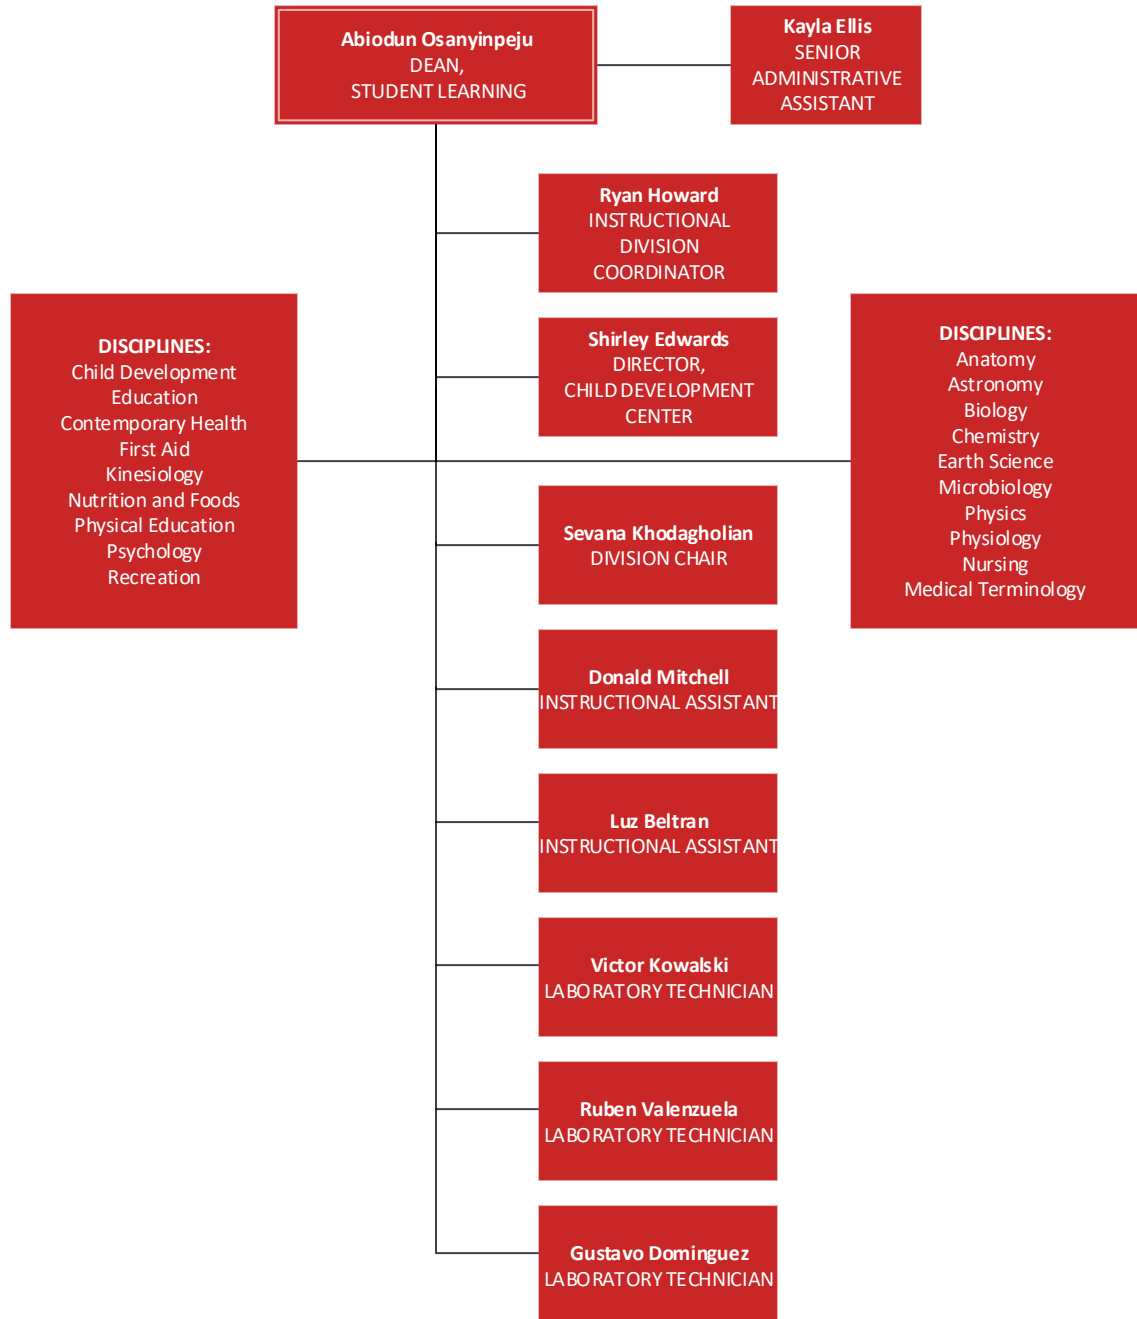 Abiodun Osanyinpeju
DEAN,
STUDENT LEARNING
Kayla Ellis
SENIOR
ADMINISTRATIVE
ASSISTANT
Ryan Howard
INSTRUCTIONAL
DIVISION
COORDINATOR
DISCIPLINES:
Child Development
Education
Contemporary Health
First Aid
Kinesiology
Nutrition and Foods
Physical Education
Psychology
Recreation
Shirley Edwards
DIRECTOR,
CHILD DEVELOPMENT
CENTER
DISCIPLINES:
Anatomy
Astronomy
Biology
Chemistry
Earth Science
Microbiology
Physics
Physiology
Nursing
Medical Terminology
Sevana Khodagholian
DIVISION CHAIR
Donald Mitchell
INSTRUCTIONAL ASSISTANT
Luz Beltran
INSTRUCTIONAL ASSISTANT
Victor Kowalski
LABORATORY TECHNICIAN
Ruben Valenzuela
LABORATORY TECHNICIAN
Gustavo Dominguez
LABORATORY TECHNICIAN